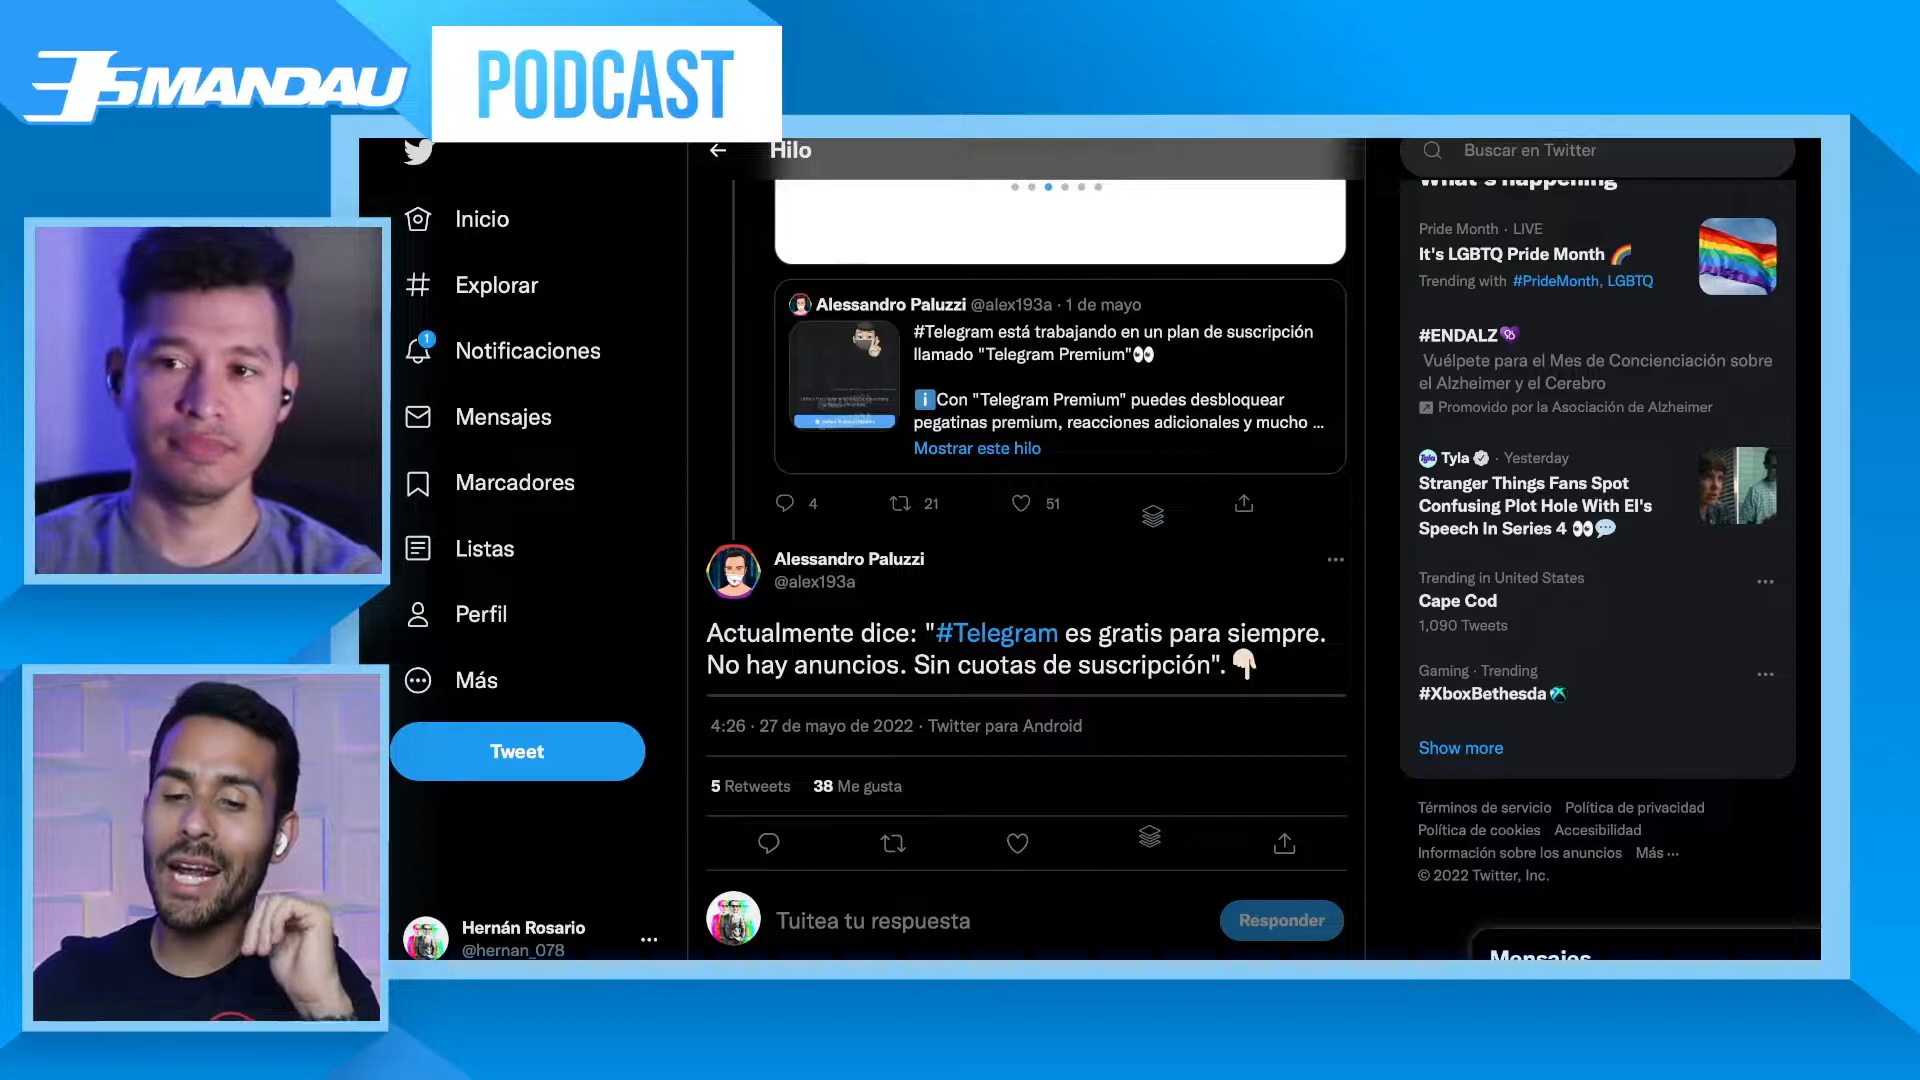 ESMANDAU
PODCAST
Hilo
Buscar en Twitter
What's happening
Inicio
Explorar
1
Notificaciones
Mensajes
Marcadores
Listas
Perfil
Más
Tweet
Hernán Rosario
@hernan_078
Alessandro Paluzzi @alex193a · 1 de mayo
#Telegram está trabajando en un plan de suscripción
llamado "Telegram Premium"👀
ℹ️Con "Telegram Premium" puedes desbloquear
pegatinas premium, reacciones adicionales y mucho ...
Mostrar este hilo
4 21 51
Alessandro Paluzzi
@alex193a
Actualmente dice: "#Telegram es gratis para siempre.
No hay anuncios. Sin cuotas de suscripción".👇🏻
4:26 · 27 de mayo de 2022 · Twitter para Android
5 Retweets 38 Me gusta
Tuitea tu respuesta
Responder
Pride Month · LIVE
It's LGBTQ Pride Month 🌈
Trending with #PrideMonth, LGBTQ
#ENDALZ
Vuélpete para el Mes de Concienciación sobre
el Alzheimer y el Cerebro
Promovido por la Asociación de Alzheimer
Tyla · Yesterday
Stranger Things Fans Spot
Confusing Plot Hole With El's
Speech In Series 4 👀💬
Trending in United States
Cape Cod
1,090 Tweets
Gaming · Trending
#XboxBethesda
Show more
Términos de servicio Política de privacidad
Política de cookies Accesibilidad
Información sobre los anuncios Más ···
© 2022 Twitter, Inc.
Mensajes